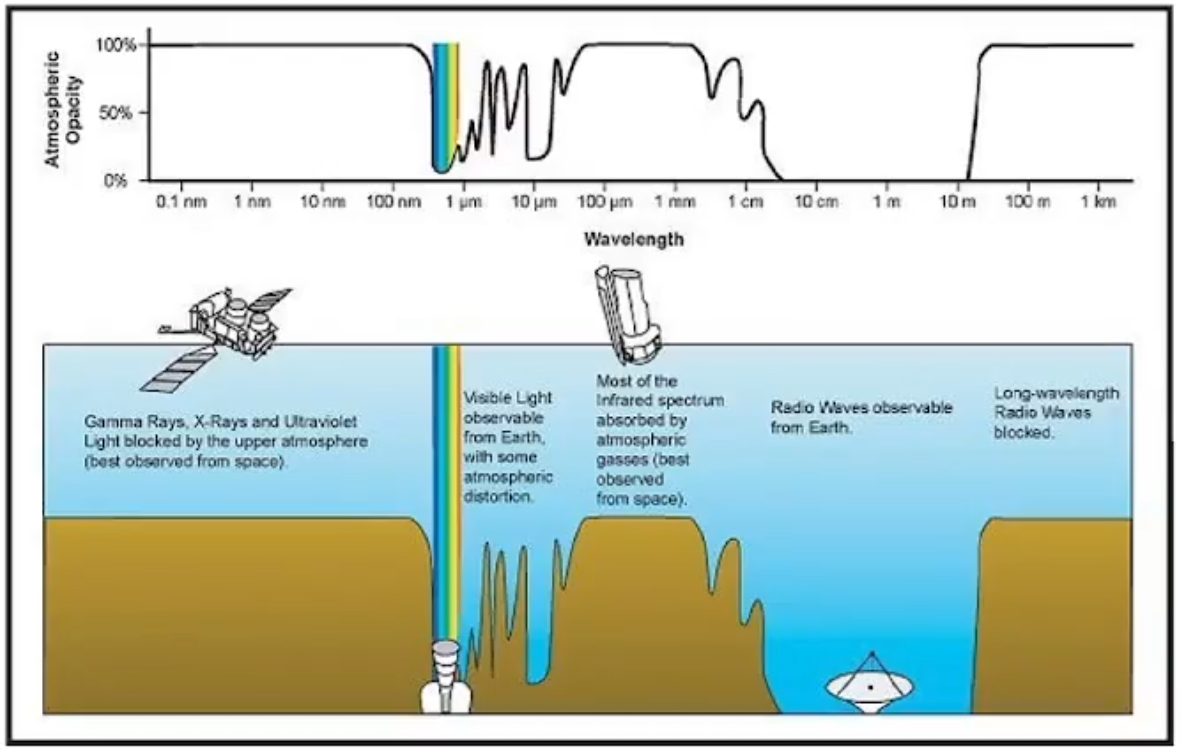 Atmospheric
Opacity
100%
50%
0%
0.1 nm 1 nm 10 nm 100 nm 1 μm 10 μm 100 μm 1 mm 1 cm 10 cm 1 m 10 m 100 m 1 km
Wavelength
Gamma Rays, X-Rays and Ultraviolet
Light blocked by the upper atmosphere
(best observed from space).
Visible Light
observable
from Earth,
with some
atmospheric
distortion.
Most of the
Infrared spectrum
absorbed by
atmospheric
gasses (best
observed
from space).
Radio Waves observable
from Earth.
Long-wavelength
Radio Waves
blocked.